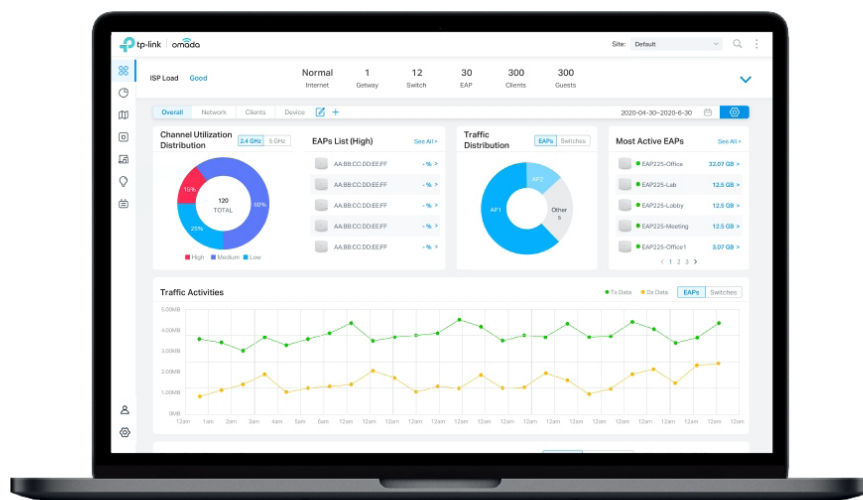 tp-link omada
Site: Default
ISP Load Good
Normal 1 12 30 300 300
Internet Getway Switch EAP Clients Guests
Overall Network Clients Device
2020-04-30~2020-6-30
Channel Utilization
Distribution
2.4 GHz 5 GHz
15%
25%
120
TOTAL
High Medium Low
EAPs List (High) See All >
AA:BB:CC:DD:EE:FF - % >
AA:BB:CC:DD:EE:FF - % >
AA:BB:CC:DD:EE:FF - % >
AA:BB:CC:DD:EE:FF - % >
AA:BB:CC:DD:EE:FF - % >
Traffic
Distribution
EAPs Switches
AP2
AP1
Other
s
Most Active EAPs See All >
EAP225-Office 32.07 GB >
EAP225-Lab 12.5 GB >
EAP225-Lobby 12.5 GB >
EAP225-Meeting 12.5 GB >
EAP225-Office1 3.07 GB >
< 1 2 3 >
Traffic Activities
Tx Data Dx Data EAPs Switches
5.00MB
4.00MB
3.00MB
2.00MB
1.00MB
0MB
12am 1am 2am 3am 4am 5am 6am 12am 12am 12am 12am 12am 12am 12am 12am 12am 12am 12am 12am 12am 12am 12am 12am 12am 12am